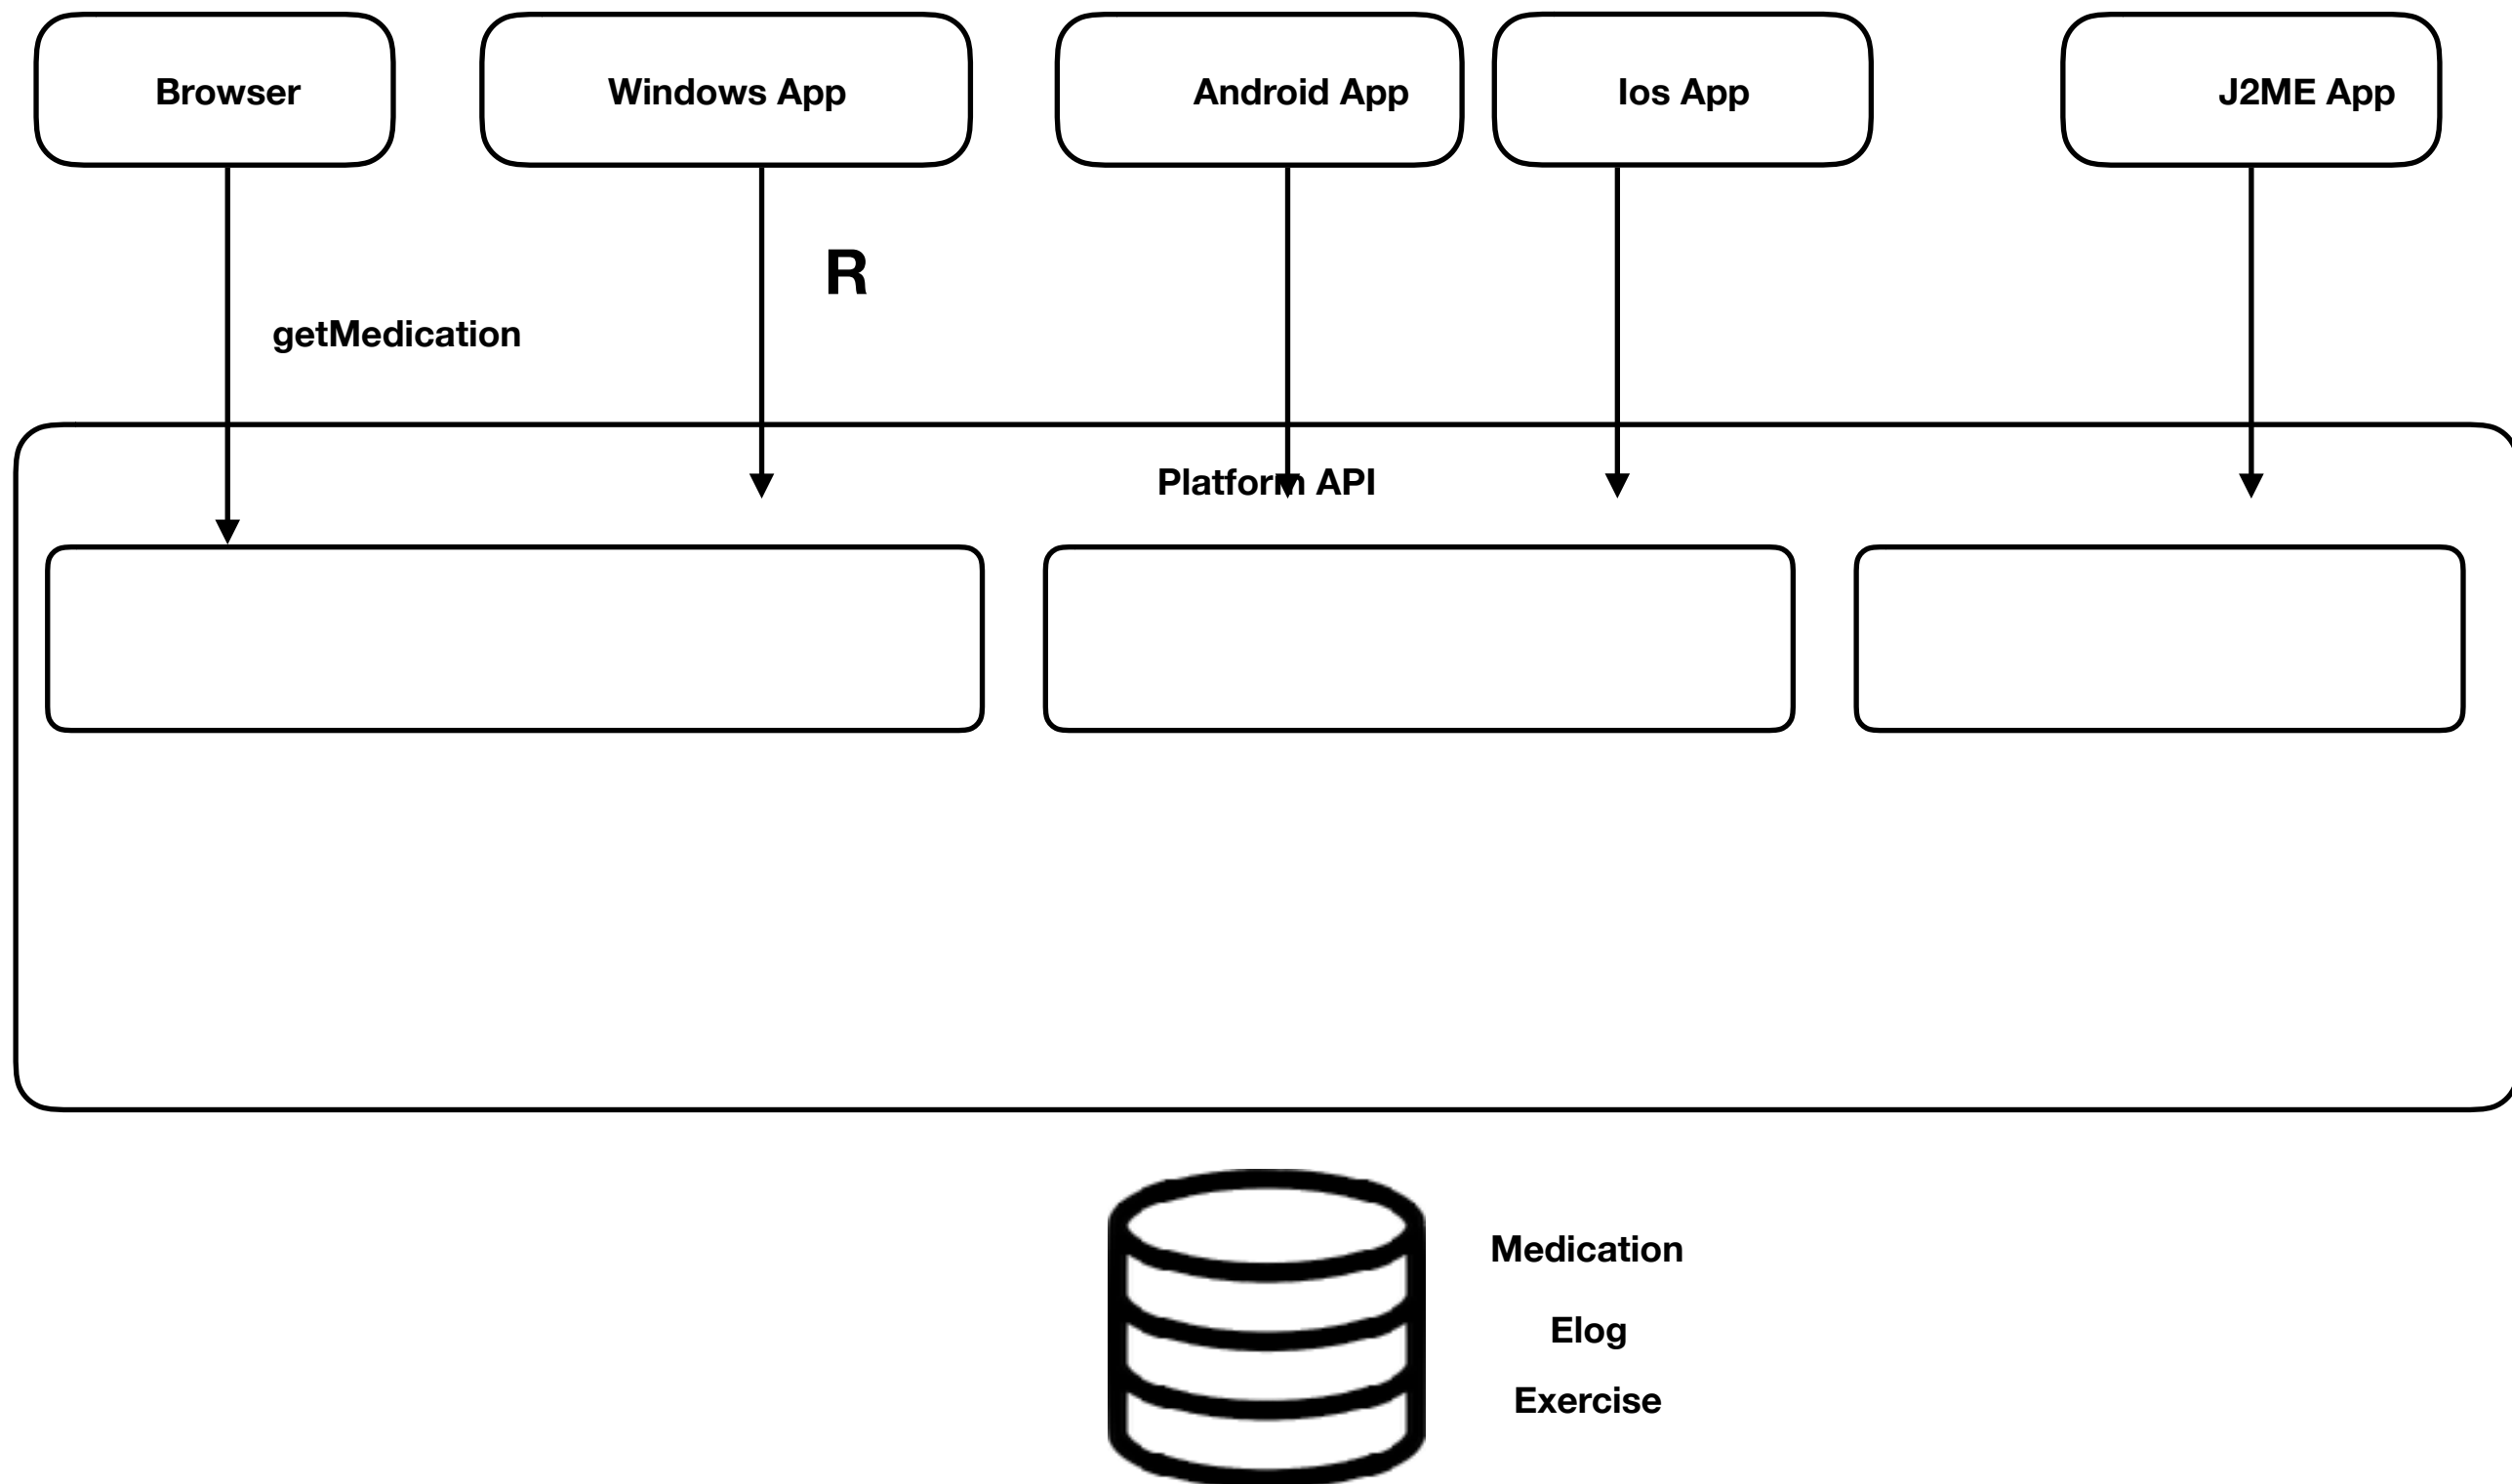 Browser
Windows App
Android App
Ios App
J2ME App
R
getMedication
Platform API
Medication
Elog
Exercise